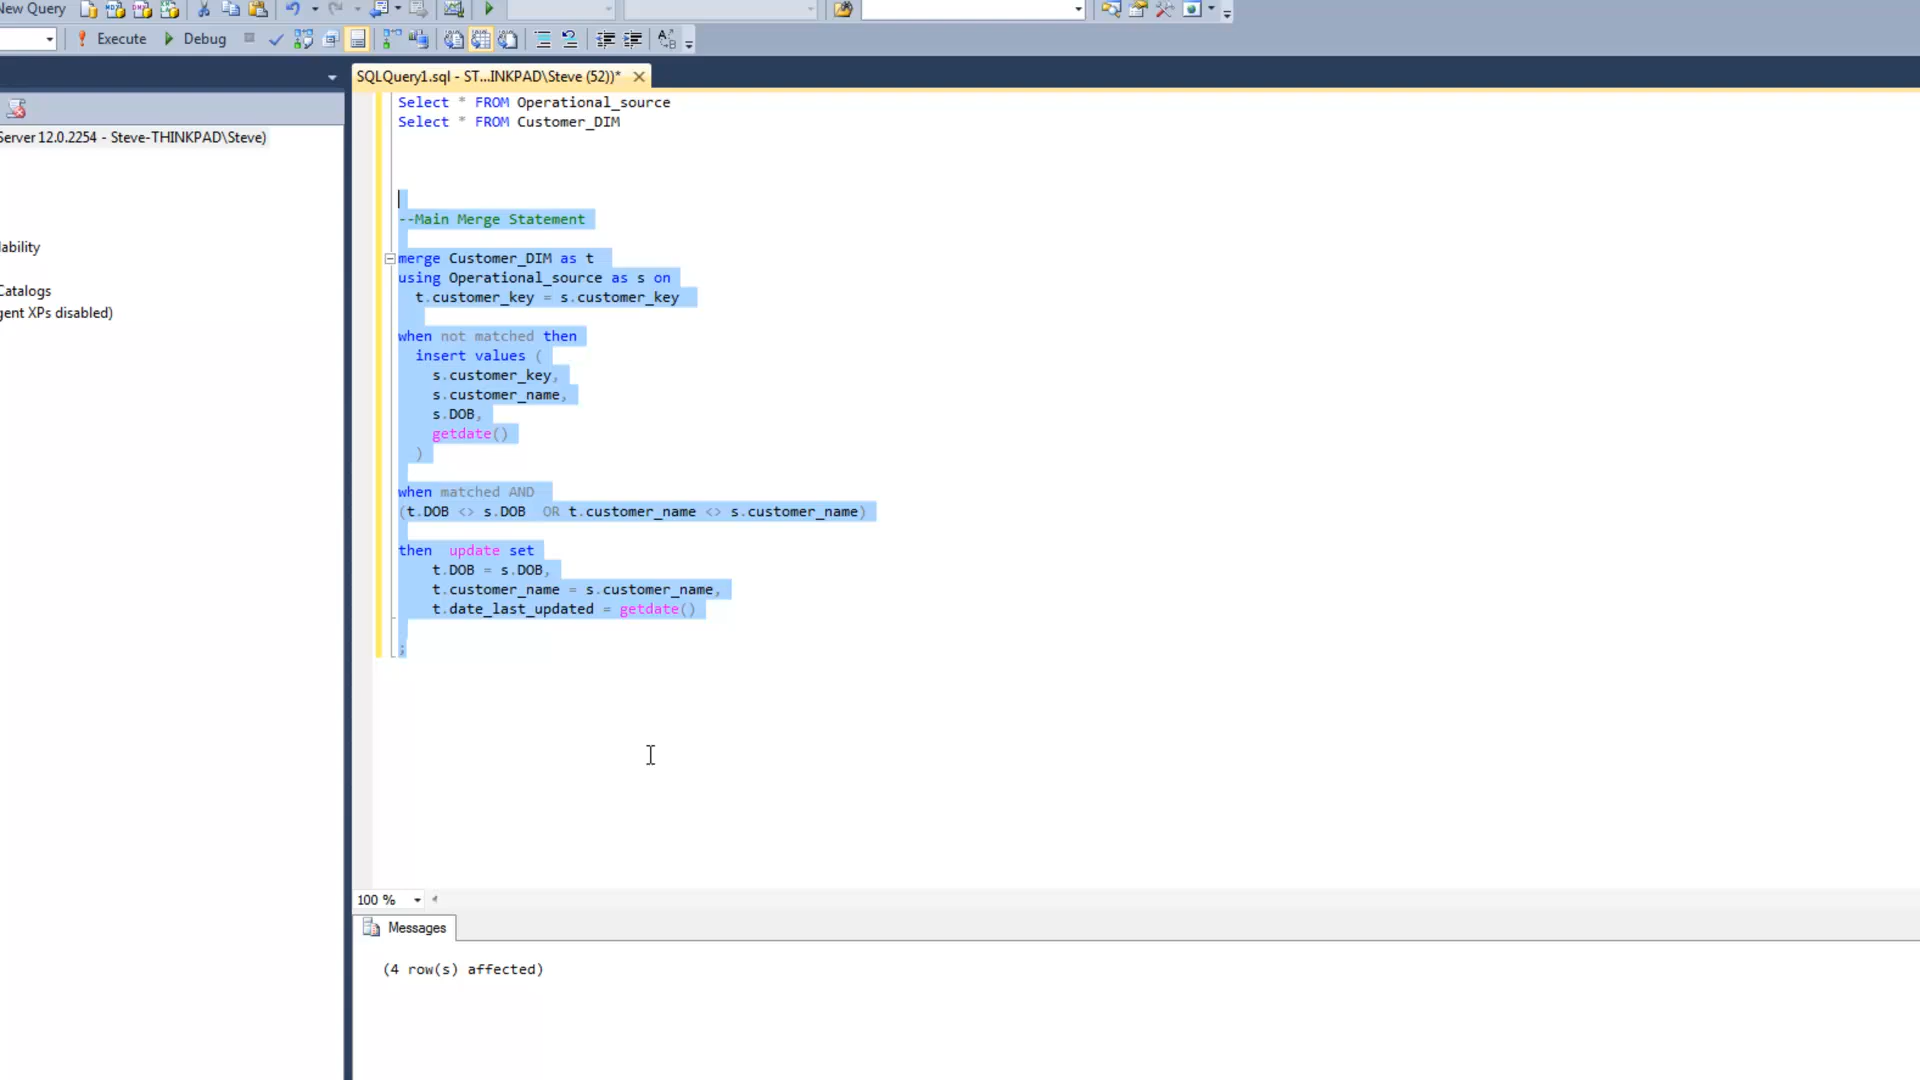 New Query
Execute
Debug
SQLQuery1.sql - ST...INKPAD\Steve (52))*
Server 12.0.2254 - Steve-THINKPAD\Steve)
lability
Catalogs
gent XPs disabled)
Select * FROM Operational_source
Select * FROM Customer_DIM
--Main Merge Statement
merge Customer_DIM as t
using Operational_source as s on
t.customer_key = s.customer_key
when not matched then
insert values (
s.customer_key,
s.customer_name,
s.DOB,
getdate()
)
when matched AND
(t.DOB <> s.DOB OR t.customer_name <> s.customer_name)
then update set
t.DOB = s.DOB,
t.customer_name = s.customer_name,
t.date_last_updated = getdate()
;
100 %
Messages
(4 row(s) affected)